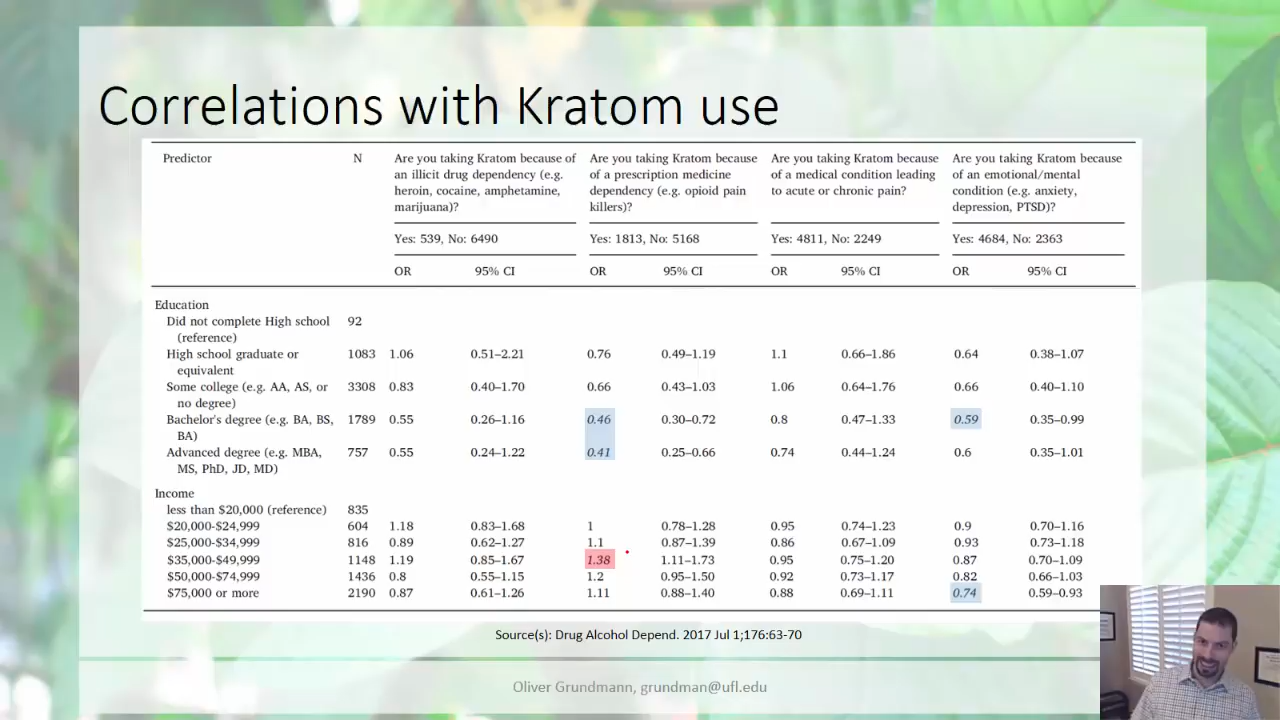 Correlations with Kratom use
Predictor N Are you taking Kratom because of Are you taking Kratom because Are you taking Kratom because Are you taking Kratom because
an illicit drug dependency (e.g. of a prescription medicine of a medical condition leading of an emotional/mental
heroin, cocaine, amphetamine, dependency (e.g. opioid pain to acute or chronic pain? condition (e.g. anxiety,
marijuana)? killers)? depression, PTSD)?
Yes: 539, No: 6490 Yes: 1813, No: 5168 Yes: 4811, No: 2249 Yes: 4684, No: 2363
OR 95% CI OR 95% CI OR 95% CI OR 95% CI
Education
Did not complete High school 92
(reference)
High school graduate or 1083 1.06 0.51–2.21 0.76 0.49–1.19 1.1 0.66–1.86 0.64 0.38–1.07
equivalent
Some college (e.g. AA, AS, or 3308 0.83 0.40–1.70 0.66 0.43–1.03 1.06 0.64–1.76 0.66 0.40–1.10
no degree)
Bachelor's degree (e.g. BA, BS, 1789 0.55 0.26–1.16 0.46 0.30–0.72 0.8 0.47–1.33 0.59 0.35–0.99
BA)
Advanced degree (e.g. MBA, 757 0.55 0.24–1.22 0.41 0.25–0.66 0.74 0.44–1.24 0.6 0.35–1.01
MS, PhD, JD, MD)
Income
less than $20,000 (reference) 835
$20,000-$24,999 604 1.18 0.83–1.68 1 0.78–1.28 0.95 0.74–1.23 0.9 0.70–1.16
$25,000-$34,999 816 0.89 0.62–1.27 1.1 0.87–1.39 0.86 0.67–1.09 0.93 0.73–1.18
$35,000-$49,999 1148 1.19 0.85–1.67 1.38 1.11–1.73 0.95 0.75–1.20 0.87 0.70–1.09
$50,000-$74,999 1436 0.8 0.55–1.15 1.2 0.95–1.50 0.92 0.73–1.17 0.82 0.66–1.03
$75,000 or more 2190 0.87 0.61–1.26 1.11 0.88–1.40 0.88 0.69–1.11 0.74 0.59–0.93
Source(s): Drug Alcohol Depend. 2017 Jul 1;176:63-70
Oliver Grundmann, grundman@ufl.edu